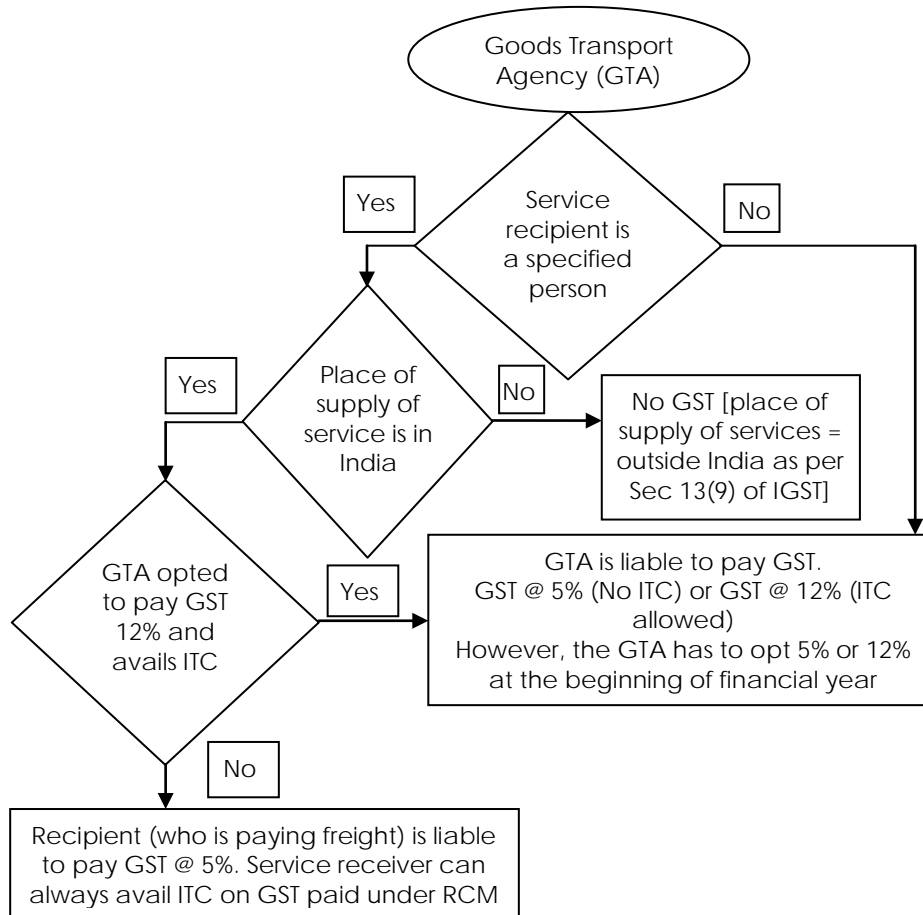 Goods Transport
Agency (GTA)
Yes
Service
recipient is
a specified
person
No
Yes
Place of
supply of
service is in
India
No
No GST [place of
supply of services =
outside India as per
Sec 13(9) of IGST]
GTA opted
to pay GST
12% and
avails ITC
Yes
GTA is liable to pay GST.
GST @ 5% (No ITC) or GST @ 12% (ITC
allowed)
However, the GTA has to opt 5% or 12%
at the beginning of financial year
No
Recipient (who is paying freight) is liable
to pay GST @ 5%. Service receiver can
always avail ITC on GST paid under RCM